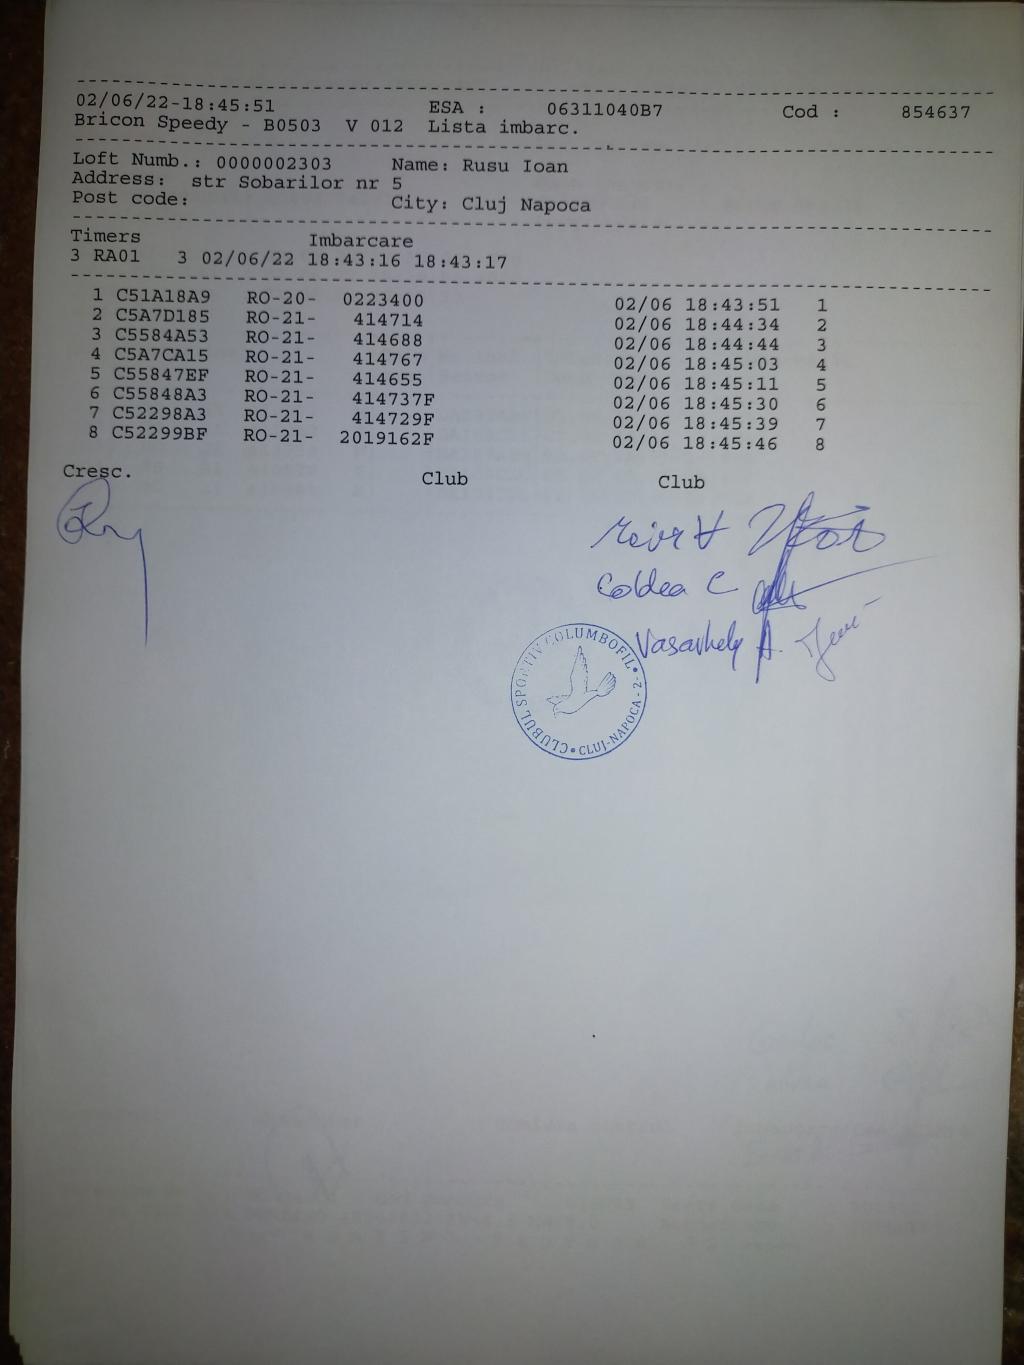 02/06/22-18:45:51 ESA : 06311040B7 Cod : 854637
Bricon Speedy - B0503 V 012 Lista imbarc.
Loft Numb.: 0000002303 Name: Rusu Ioan
Address: str Sobarilor nr 5
Post code: City: Cluj Napoca
Timers Imbarcare
3 RA01 3 02/06/22 18:43:16 18:43:17
1 C51A18A9 RO-20- 0223400 02/06 18:43:51 1
2 C5A7D185 RO-21- 414714 02/06 18:44:34 2
3 C5584A53 RO-21- 414688 02/06 18:44:44 3
4 C5A7CA15 RO-21- 414767 02/06 18:45:03 4
5 C55847EF RO-21- 414655 02/06 18:45:11 5
6 C55848A3 RO-21- 414737F 02/06 18:45:30 6
7 C52298A3 RO-21- 414729F 02/06 18:45:39 7
8 C52299BF RO-21- 2019162F 02/06 18:45:46 8
Cresc. Club Club
Coldea C
Vasarhely A.
CLUBUL SPORTIV COLUMBOFIL • CLUJ-NAPOCA - 2 - •